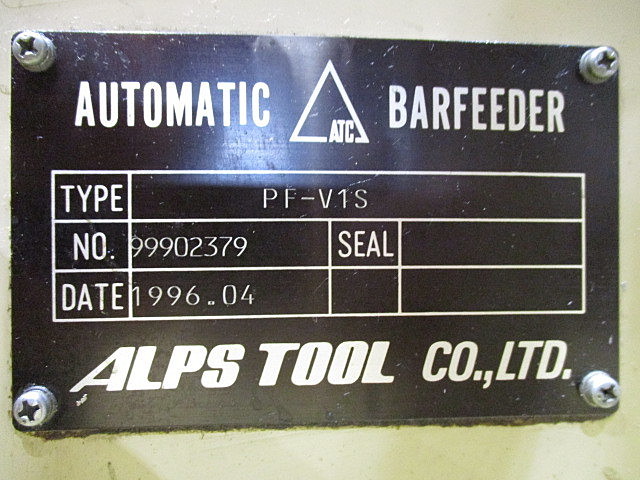 AUTOMATIC ATC BARFEEDER
TYPE PF-V1S
NO. 99902379 SEAL
DATE 1996.04
ALPS TOOL CO.,LTD.